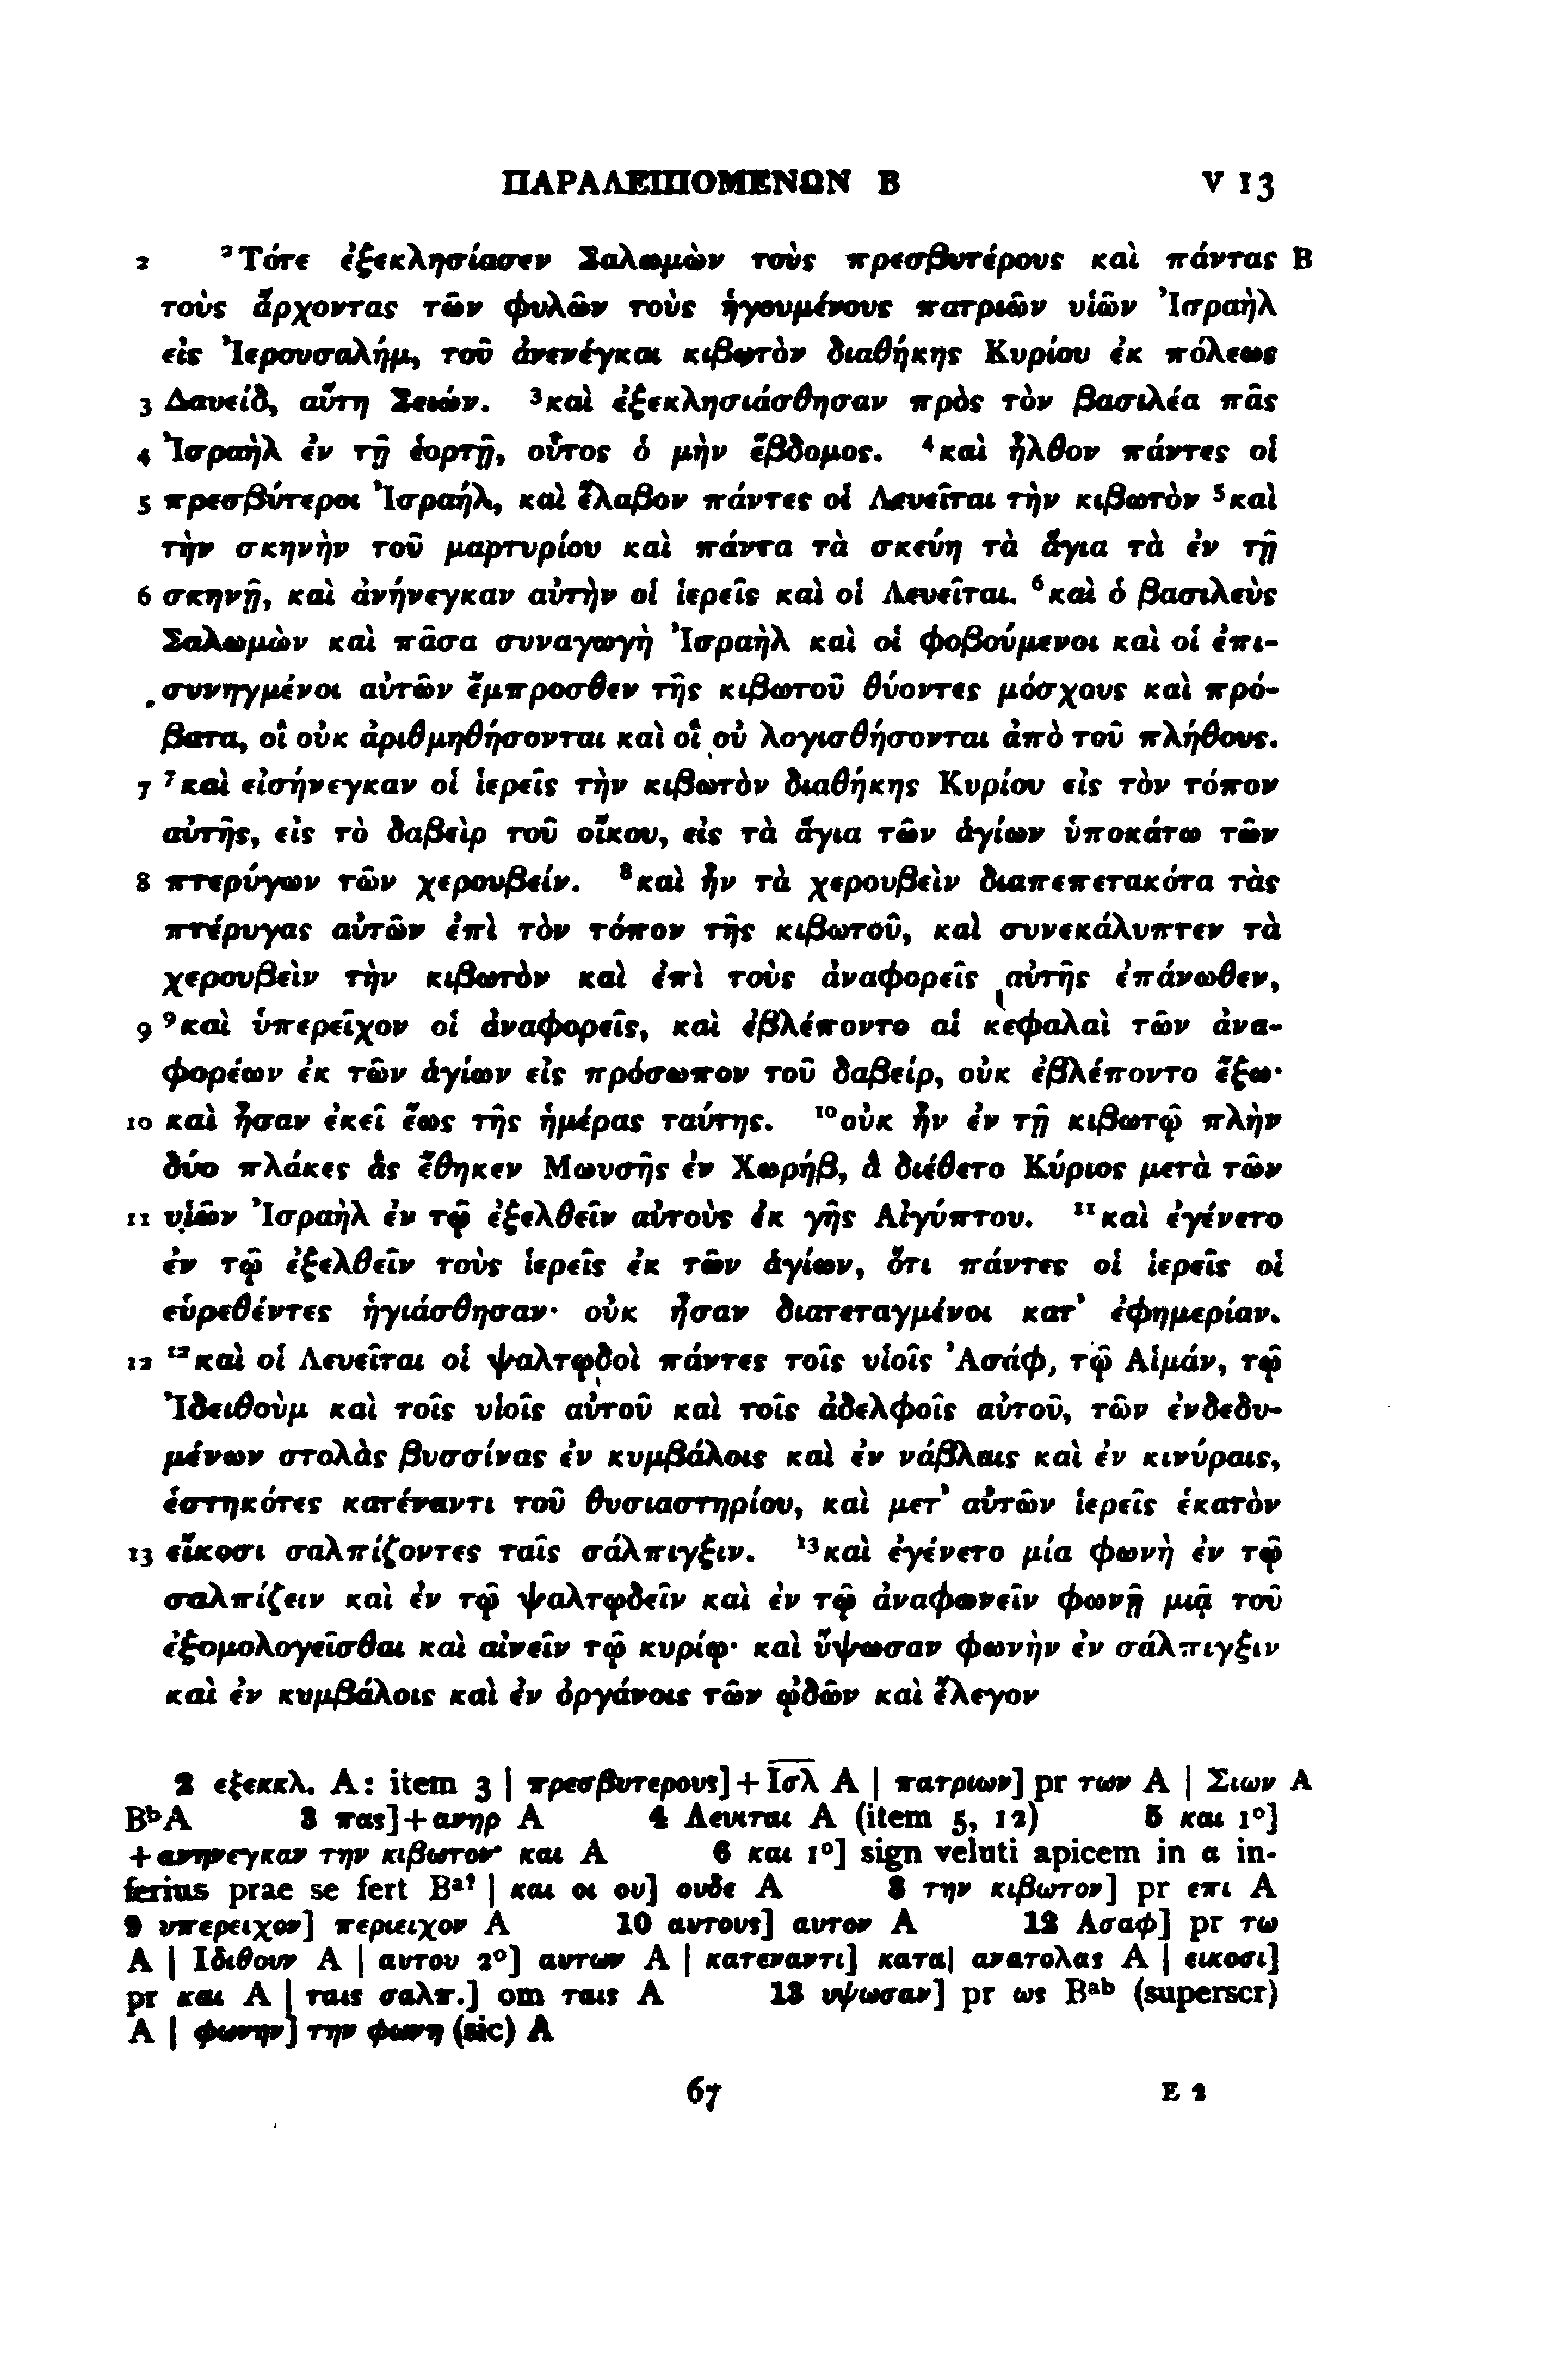 ΠΑΡΑΛΕΙΠΟΜΕΝΩΝ Β V 13
2 ²Τότε ἐξεκλησίασεν Σαλωμὼν τοὺς πρεσβυτέρους καὶ πάντας B
τοὺς ἄρχοντας τῶν φυλῶν τοὺς ἡγουμένους πατριῶν υἱῶν Ἰσραὴλ
εἰς Ἰερουσαλήμ, τοῦ ἀνενέγκαι κιβωτὸν διαθήκης Κυρίου ἐκ πόλεως
3 Δαυείδ, αὕτη Σειών. ³καὶ ἐξεκλησιάσθησαν πρὸς τὸν βασιλέα πᾶς
4 Ἰσραὴλ ἐν τῇ ἑορτῇ, οὗτος ὁ μὴν ἕβδομος. ⁴καὶ ἦλθον πάντες οἱ
5 πρεσβύτεροι Ἰσραήλ, καὶ ἔλαβον πάντες οἱ Λευεῖται τὴν κιβωτὸν ⁵καὶ
τὴν σκηνὴν τοῦ μαρτυρίου καὶ πάντα τὰ σκεύη τὰ ἅγια τὰ ἐν τῇ
6 σκηνῇ, καὶ ἀνήνεγκαν αὐτὴν οἱ ἱερεῖς καὶ οἱ Λευεῖται. ⁶καὶ ὁ βασιλεὺς
Σαλωμὼν καὶ πᾶσα συναγωγὴ Ἰσραὴλ καὶ οἱ φοβούμενοι καὶ οἱ ἐπι-
συνηγμένοι αὐτῶν ἔμπροσθεν τῆς κιβωτοῦ θύοντες μόσχους καὶ πρό-
βατα, οἳ οὐκ ἀριθμηθήσονται καὶ οἳ οὐ λογισθήσονται ἀπὸ τοῦ πλήθους.
7 ⁷καὶ εἰσήνεγκαν οἱ ἱερεῖς τὴν κιβωτὸν διαθήκης Κυρίου εἰς τὸν τόπον
αὐτῆς, εἰς τὸ δαβεὶρ τοῦ οἴκου, εἰς τὰ ἅγια τῶν ἁγίων ὑποκάτω τῶν
8 πτερύγων τῶν χερουβείν. ⁸καὶ ἦν τὰ χερουβεὶν διαπεπετακότα τὰς
πτέρυγας αὐτῶν ἐπὶ τὸν τόπον τῆς κιβωτοῦ, καὶ συνεκάλυπτεν τὰ
χερουβεὶν τὴν κιβωτὸν καὶ ἐπὶ τοὺς ἀναφορεῖς αὐτῆς ἐπάνωθεν,
9 ⁹καὶ ὑπερεῖχον οἱ ἀναφορεῖς, καὶ ἐβλέποντο αἱ κεφαλαὶ τῶν ἀνα-
φορέων ἐκ τῶν ἁγίων εἰς πρόσωπον τοῦ δαβείρ, οὐκ ἐβλέποντο ἔξω·
10 καὶ ἦσαν ἐκεῖ ἕως τῆς ἡμέρας ταύτης. ¹⁰οὐκ ἦν ἐν τῇ κιβωτῷ πλὴν
δύο πλάκες ἃς ἔθηκεν Μωυσῆς ἐν Χωρήβ, ἃ διέθετο Κύριος μετὰ τῶν
11 υἱῶν Ἰσραὴλ ἐν τῷ ἐξελθεῖν αὐτοὺς ἐκ γῆς Αἰγύπτου. ¹¹καὶ ἐγένετο
ἐν τῷ ἐξελθεῖν τοὺς ἱερεῖς ἐκ τῶν ἁγίων, ὅτι πάντες οἱ ἱερεῖς οἱ
εὑρεθέντες ἡγιάσθησαν· οὐκ ἦσαν διατεταγμένοι κατ᾽ ἐφημερίαν.
12 ¹²καὶ οἱ Λευεῖται οἱ ψαλτῳδοὶ πάντες τοῖς υἱοῖς Ἀσάφ, τῷ Αἱμάν, τῷ
Ἰδειθοὺμ καὶ τοῖς υἱοῖς αὐτοῦ καὶ τοῖς ἀδελφοῖς αὐτοῦ, τῶν ἐνδεδυ-
μένων στολὰς βυσσίνας ἐν κυμβάλοις καὶ ἐν νάβλαις καὶ ἐν κινύραις,
ἑστηκότες κατέναντι τοῦ θυσιαστηρίου, καὶ μετ᾽ αὐτῶν ἱερεῖς ἑκατὸν
13 εἴκοσι σαλπίζοντες ταῖς σάλπιγξιν. ¹³καὶ ἐγένετο μία φωνὴ ἐν τῷ
σαλπίζειν καὶ ἐν τῷ ψαλτῳδεῖν καὶ ἐν τῷ ἀναφωνεῖν φωνῇ μιᾷ τοῦ
ἐξομολογεῖσθαι καὶ αἰνεῖν τῷ κυρίῳ· καὶ ὕψωσαν φωνὴν ἐν σάλπιγξιν
καὶ ἐν κυμβάλοις καὶ ἐν ὀργάνοις τῶν ᾠδῶν καὶ ἔλεγον
2 εξεκκλ. A: item 3 | πρεσβυτερους]+Ι̅σ̅λ̅ A | πατριων] pr των A | Σιων A
BᵇA 3 πας]+ανηρ A 4 Λευιται A (item 5, 12) 5 και 1°]
+ανηνεγκαν την κιβωτον· και A 6 και 1°] sign veluti apicem in α in-
ferius prae se fert Bᵃ? | και οι ου] ουδε A 8 την κιβωτον] pr επι A
9 υπερειχον] περιειχον A 10 αυτους] αυτον A 12 Ασαφ] pr τω
A | Ιδιθουν A | αυτου 2°] αυτων A | κατεναντι] κατα| ανατολας A | εικοσι]
pr και A | ταις σαλπ.] om ταις A 13 υψωσαν] pr ως Bᵃᵇ (superscr)
A | φωνην] την φωνη (sic) A
67 E 2